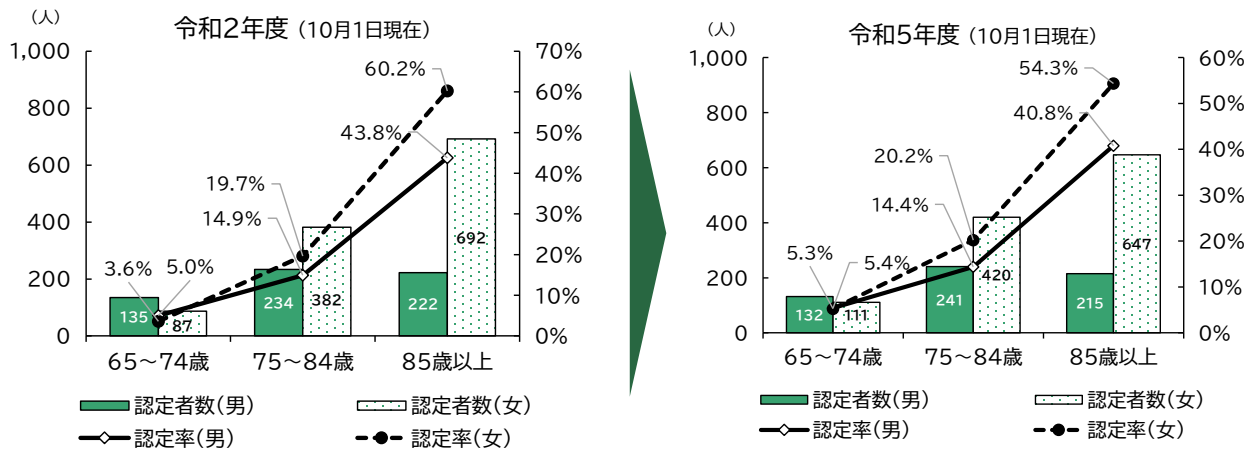 令和2年度 (10月1日現在)
(人)
1,000
800
600
400
200
0
70%
60%
50%
40%
30%
20%
10%
0%
60.2%
43.8%
19.7%
14.9%
3.6%
5.0%
135
87
234
382
222
692
65～74歳
75～84歳
85歳以上
認定者数(男)
認定者数(女)
認定率(男)
認定率(女)
令和5年度 (10月1日現在)
(人)
1,000
800
600
400
200
0
60%
50%
40%
30%
20%
10%
0%
54.3%
40.8%
20.2%
14.4%
5.3%
5.4%
132
111
241
420
215
647
65～74歳
75～84歳
85歳以上
認定者数(男)
認定者数(女)
認定率(男)
認定率(女)